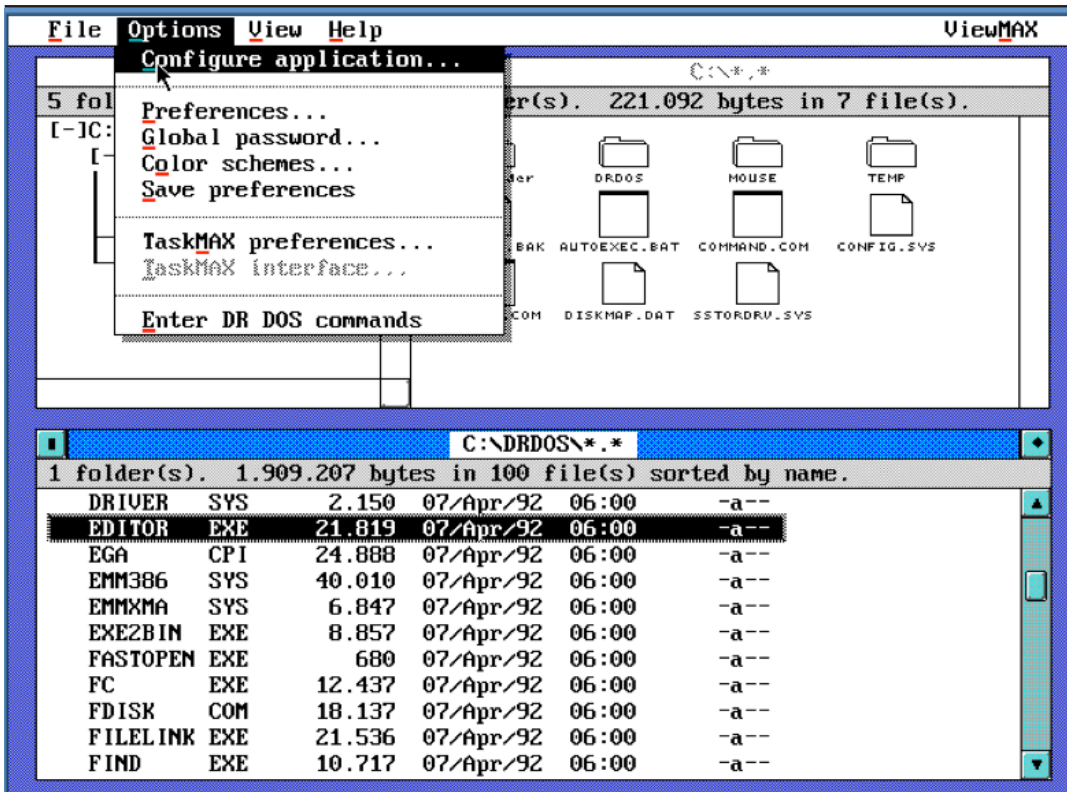 File Options View Help ViewMAX
Configure application...
Preferences...
Global password...
Color schemes...
Save preferences
TaskMAX preferences...
TaskMAX interface...
Enter DR DOS commands
C:\*.*
5 fol er(s). 221.092 bytes in 7 file(s).
[-]C:
[-
der DRDOS MOUSE TEMP
.BAK AUTOEXEC.BAT COMMAND.COM CONFIG.SYS
.COM DISKMAP.DAT SSTORDRV.SYS
C:\DRDOS\*.*
1 folder(s). 1.909.207 bytes in 100 file(s) sorted by name.
DRIVER SYS 2.150 07/Apr/92 06:00 -a--
EDITOR EXE 21.819 07/Apr/92 06:00 -a--
EGA CPI 24.888 07/Apr/92 06:00 -a--
EMM386 SYS 40.010 07/Apr/92 06:00 -a--
EMMXMA SYS 6.847 07/Apr/92 06:00 -a--
EXE2BIN EXE 8.857 07/Apr/92 06:00 -a--
FASTOPEN EXE 680 07/Apr/92 06:00 -a--
FC EXE 12.437 07/Apr/92 06:00 -a--
FDISK COM 18.137 07/Apr/92 06:00 -a--
FILELINK EXE 21.536 07/Apr/92 06:00 -a--
FIND EXE 10.717 07/Apr/92 06:00 -a--